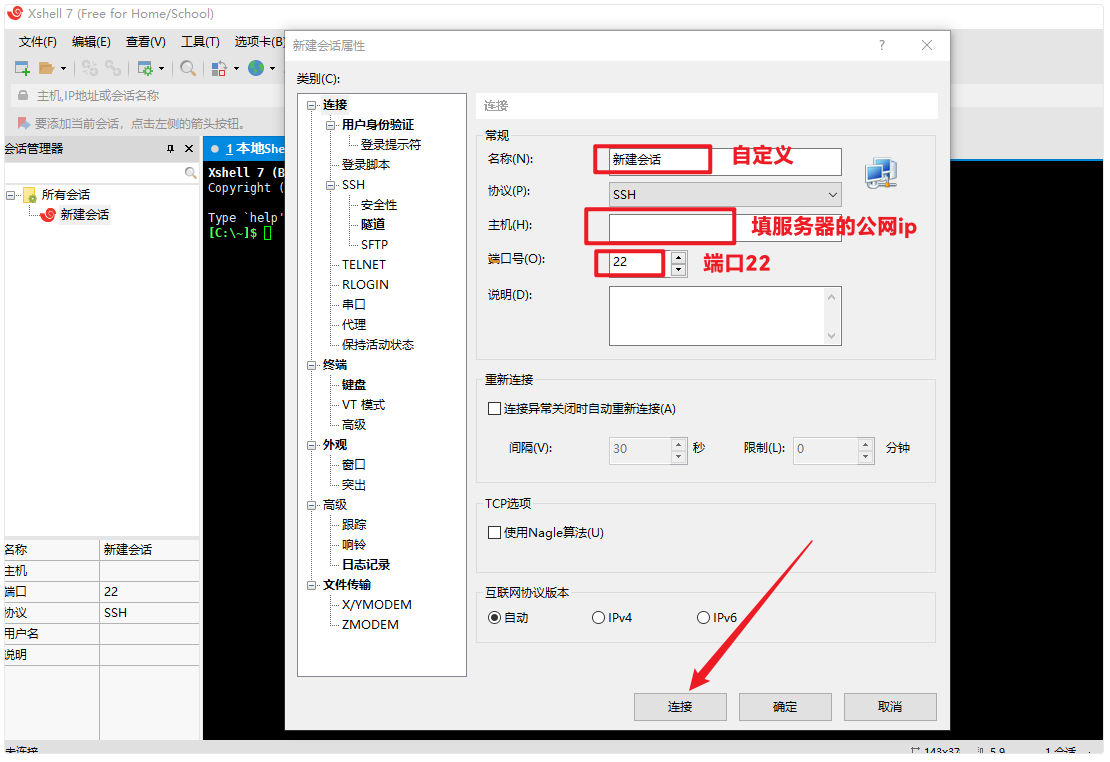 Xshell 7 (Free for Home/School)
文件(F) 编辑(E) 查看(V) 工具(T) 选项卡(B)
新建会话属性
? ×
类别(C):
主机,IP地址或会话名称
要添加当前会话，点击左侧的箭头按钮。
会话管理器
1 本地She
所有会话
新建会话
Xshell 7 (B
Copyright (
Type `help'
[C:\~]$
连接
用户身份验证
登录提示符
登录脚本
SSH
安全性
隧道
SFTP
TELNET
RLOGIN
串口
代理
保持活动状态
终端
键盘
VT 模式
高级
外观
窗口
突出
高级
跟踪
响铃
日志记录
文件传输
X/YMODEM
ZMODEM
连接
常规
名称(N): 新建会话 自定义
协议(P): SSH
主机(H): 填服务器的公网ip
端口号(O): 22 端口22
说明(D):
重新连接
连接异常关闭时自动重新连接(A)
间隔(V): 30 秒 限制(L): 0 分钟
TCP选项
使用Nagle算法(U)
互联网协议版本
自动 IPv4 IPv6
连接 确定 取消
名称 新建会话
主机
端口 22
协议 SSH
用户名
说明
未连接 143x37 5,9 1 会话